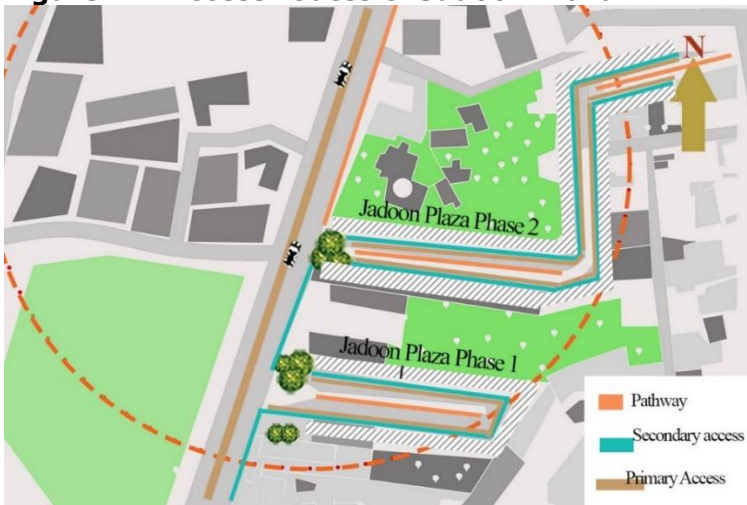 N
Jadoon Plaza Phase 2
Jadoon Plaza Phase 1
Pathway
Secondary access
Primary Access